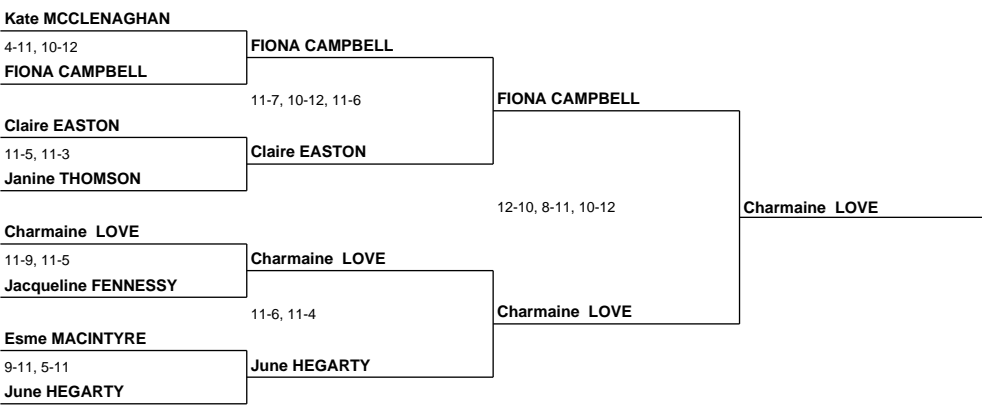 Kate MCCLENAGHAN
4-11, 10-12
FIONA CAMPBELL
FIONA CAMPBELL
11-7, 10-12, 11-6
FIONA CAMPBELL
Claire EASTON
11-5, 11-3
Claire EASTON
Janine THOMSON
12-10, 8-11, 10-12
Charmaine LOVE
Charmaine LOVE
11-9, 11-5
Charmaine LOVE
Jacqueline FENNESSY
11-6, 11-4
Charmaine LOVE
Esme MACINTYRE
9-11, 5-11
June HEGARTY
June HEGARTY